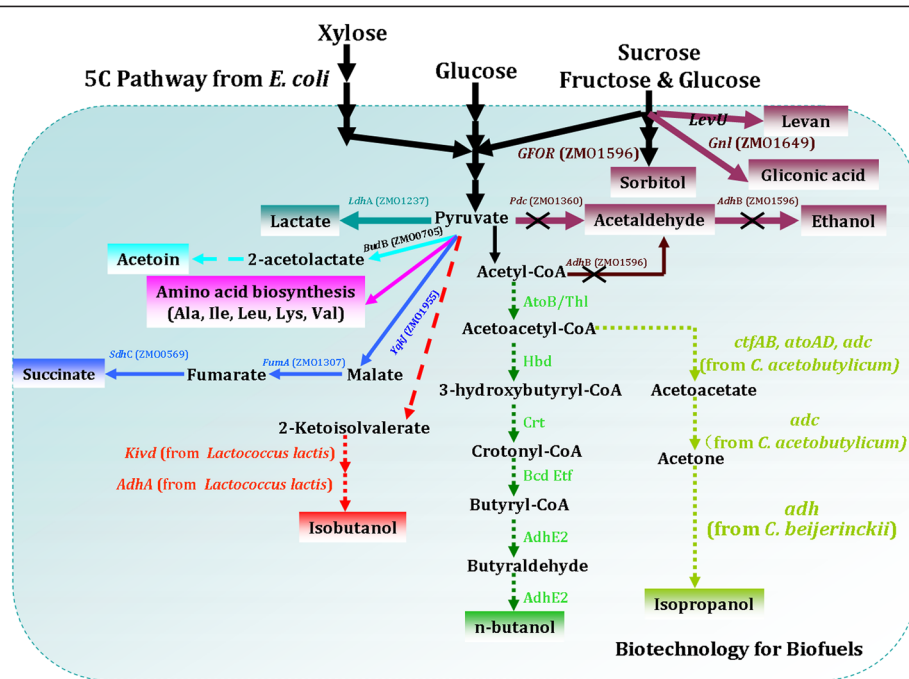 Xylose
5C Pathway from E. coli
Glucose
Sucrose
Fructose & Glucose
LevU
Levan
Gnl (ZMO1649)
GFOR (ZMO1596)
Gliconic acid
Sorbitol
LdhA (ZMO1237)
Lactate
Pyruvate
Pdc (ZMO1360)
Acetaldehyde
AdhB (ZMO1596)
Ethanol
BudB (ZMO0705)
Acetoin
2-acetolactate
Acetyl-CoA
AdhB (ZMO1596)
Amino acid biosynthesis
(Ala, Ile, Leu, Lys, Val)
AtoB/Thl
YqkJ (ZMO1955)
Acetoacetyl-CoA
ctfAB, atoAD, adc
(from C. acetobutylicum)
SdhC (ZMO0569)
FumA (ZMO1307)
Hbd
Succinate
Fumarate
Malate
3-hydroxybutyryl-CoA
Acetoacetate
2-Ketoisolvalerate
Crt
adc
(from C. acetobutylicum)
Kivd (from Lactococcus lactis)
Crotonyl-CoA
Acetone
AdhA (from Lactococcus lactis)
Bcd Etf
Butyryl-CoA
adh
(from C. beijerinckii)
Isobutanol
AdhE2
Butyraldehyde
AdhE2
Isopropanol
n-butanol
Biotechnology for Biofuels